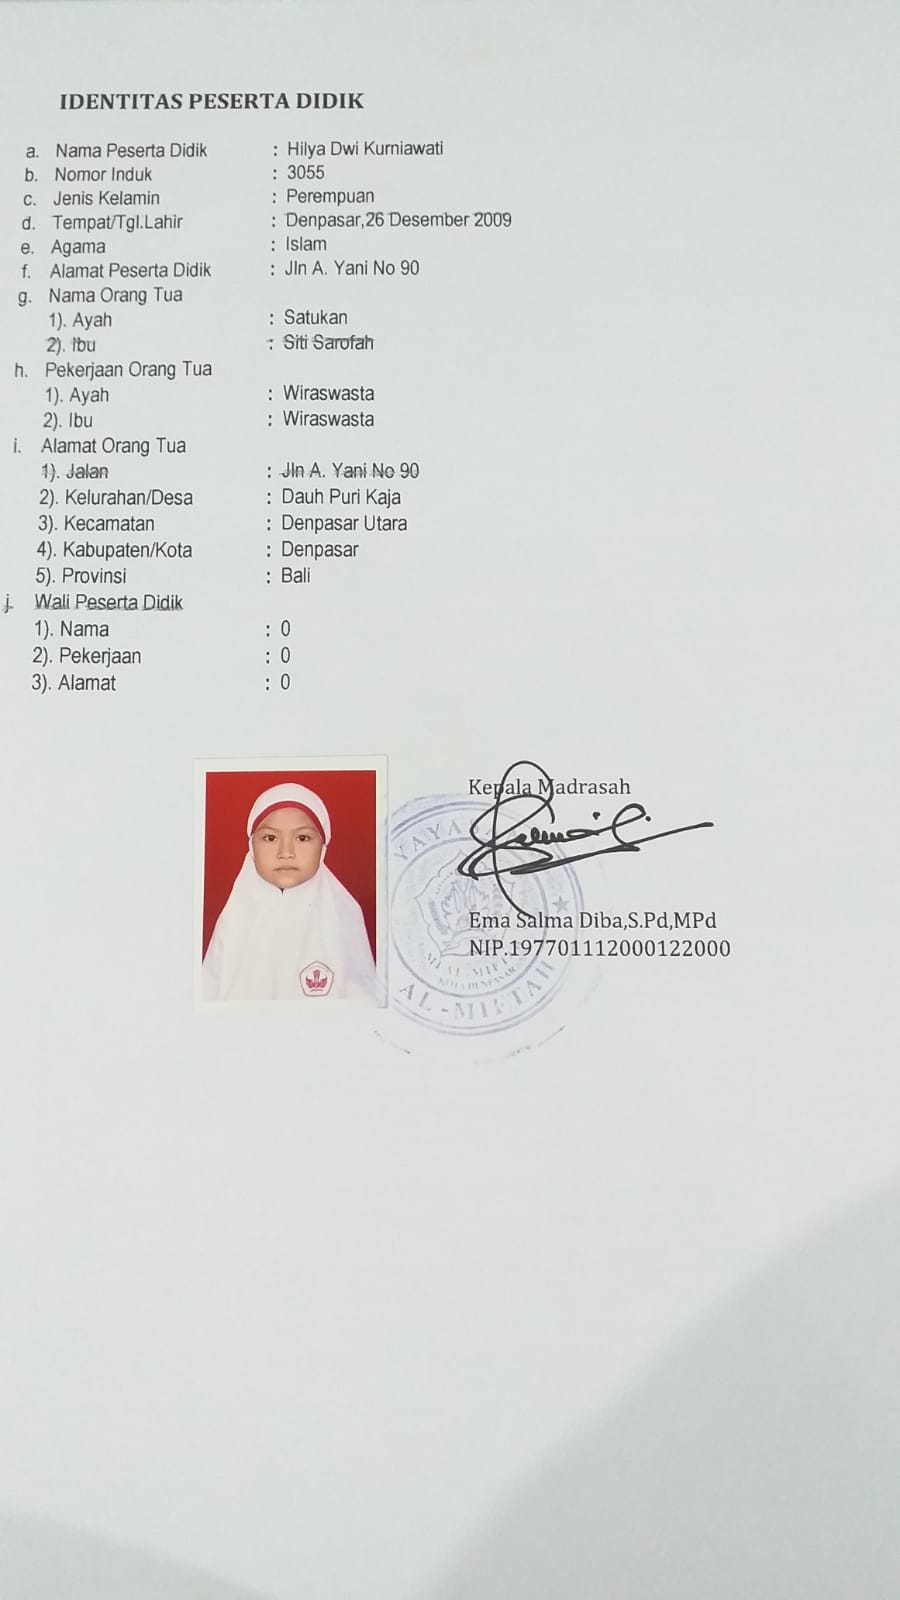 IDENTITAS PESERTA DIDIK
a. Nama Peserta Didik : Hilya Dwi Kurniawati
b. Nomor Induk : 3055
c. Jenis Kelamin : Perempuan
d. Tempat/Tgl.Lahir : Denpasar,26 Desember 2009
e. Agama : Islam
f. Alamat Peserta Didik : Jln A. Yani No 90
g. Nama Orang Tua
1). Ayah : Satukan
2). Ibu : Siti Sarofah
h. Pekerjaan Orang Tua
1). Ayah : Wiraswasta
2). Ibu : Wiraswasta
i. Alamat Orang Tua
1). Jalan : Jln A. Yani No 90
2). Kelurahan/Desa : Dauh Puri Kaja
3). Kecamatan : Denpasar Utara
4). Kabupaten/Kota : Denpasar
5). Provinsi : Bali
j. Wali Peserta Didik
1). Nama : 0
2). Pekerjaan : 0
3). Alamat : 0
Kepala Madrasah
Ema Salma Diba,S.Pd,MPd
NIP.197701112000122000
KOTA DENPASAR
AL-MIFTAH